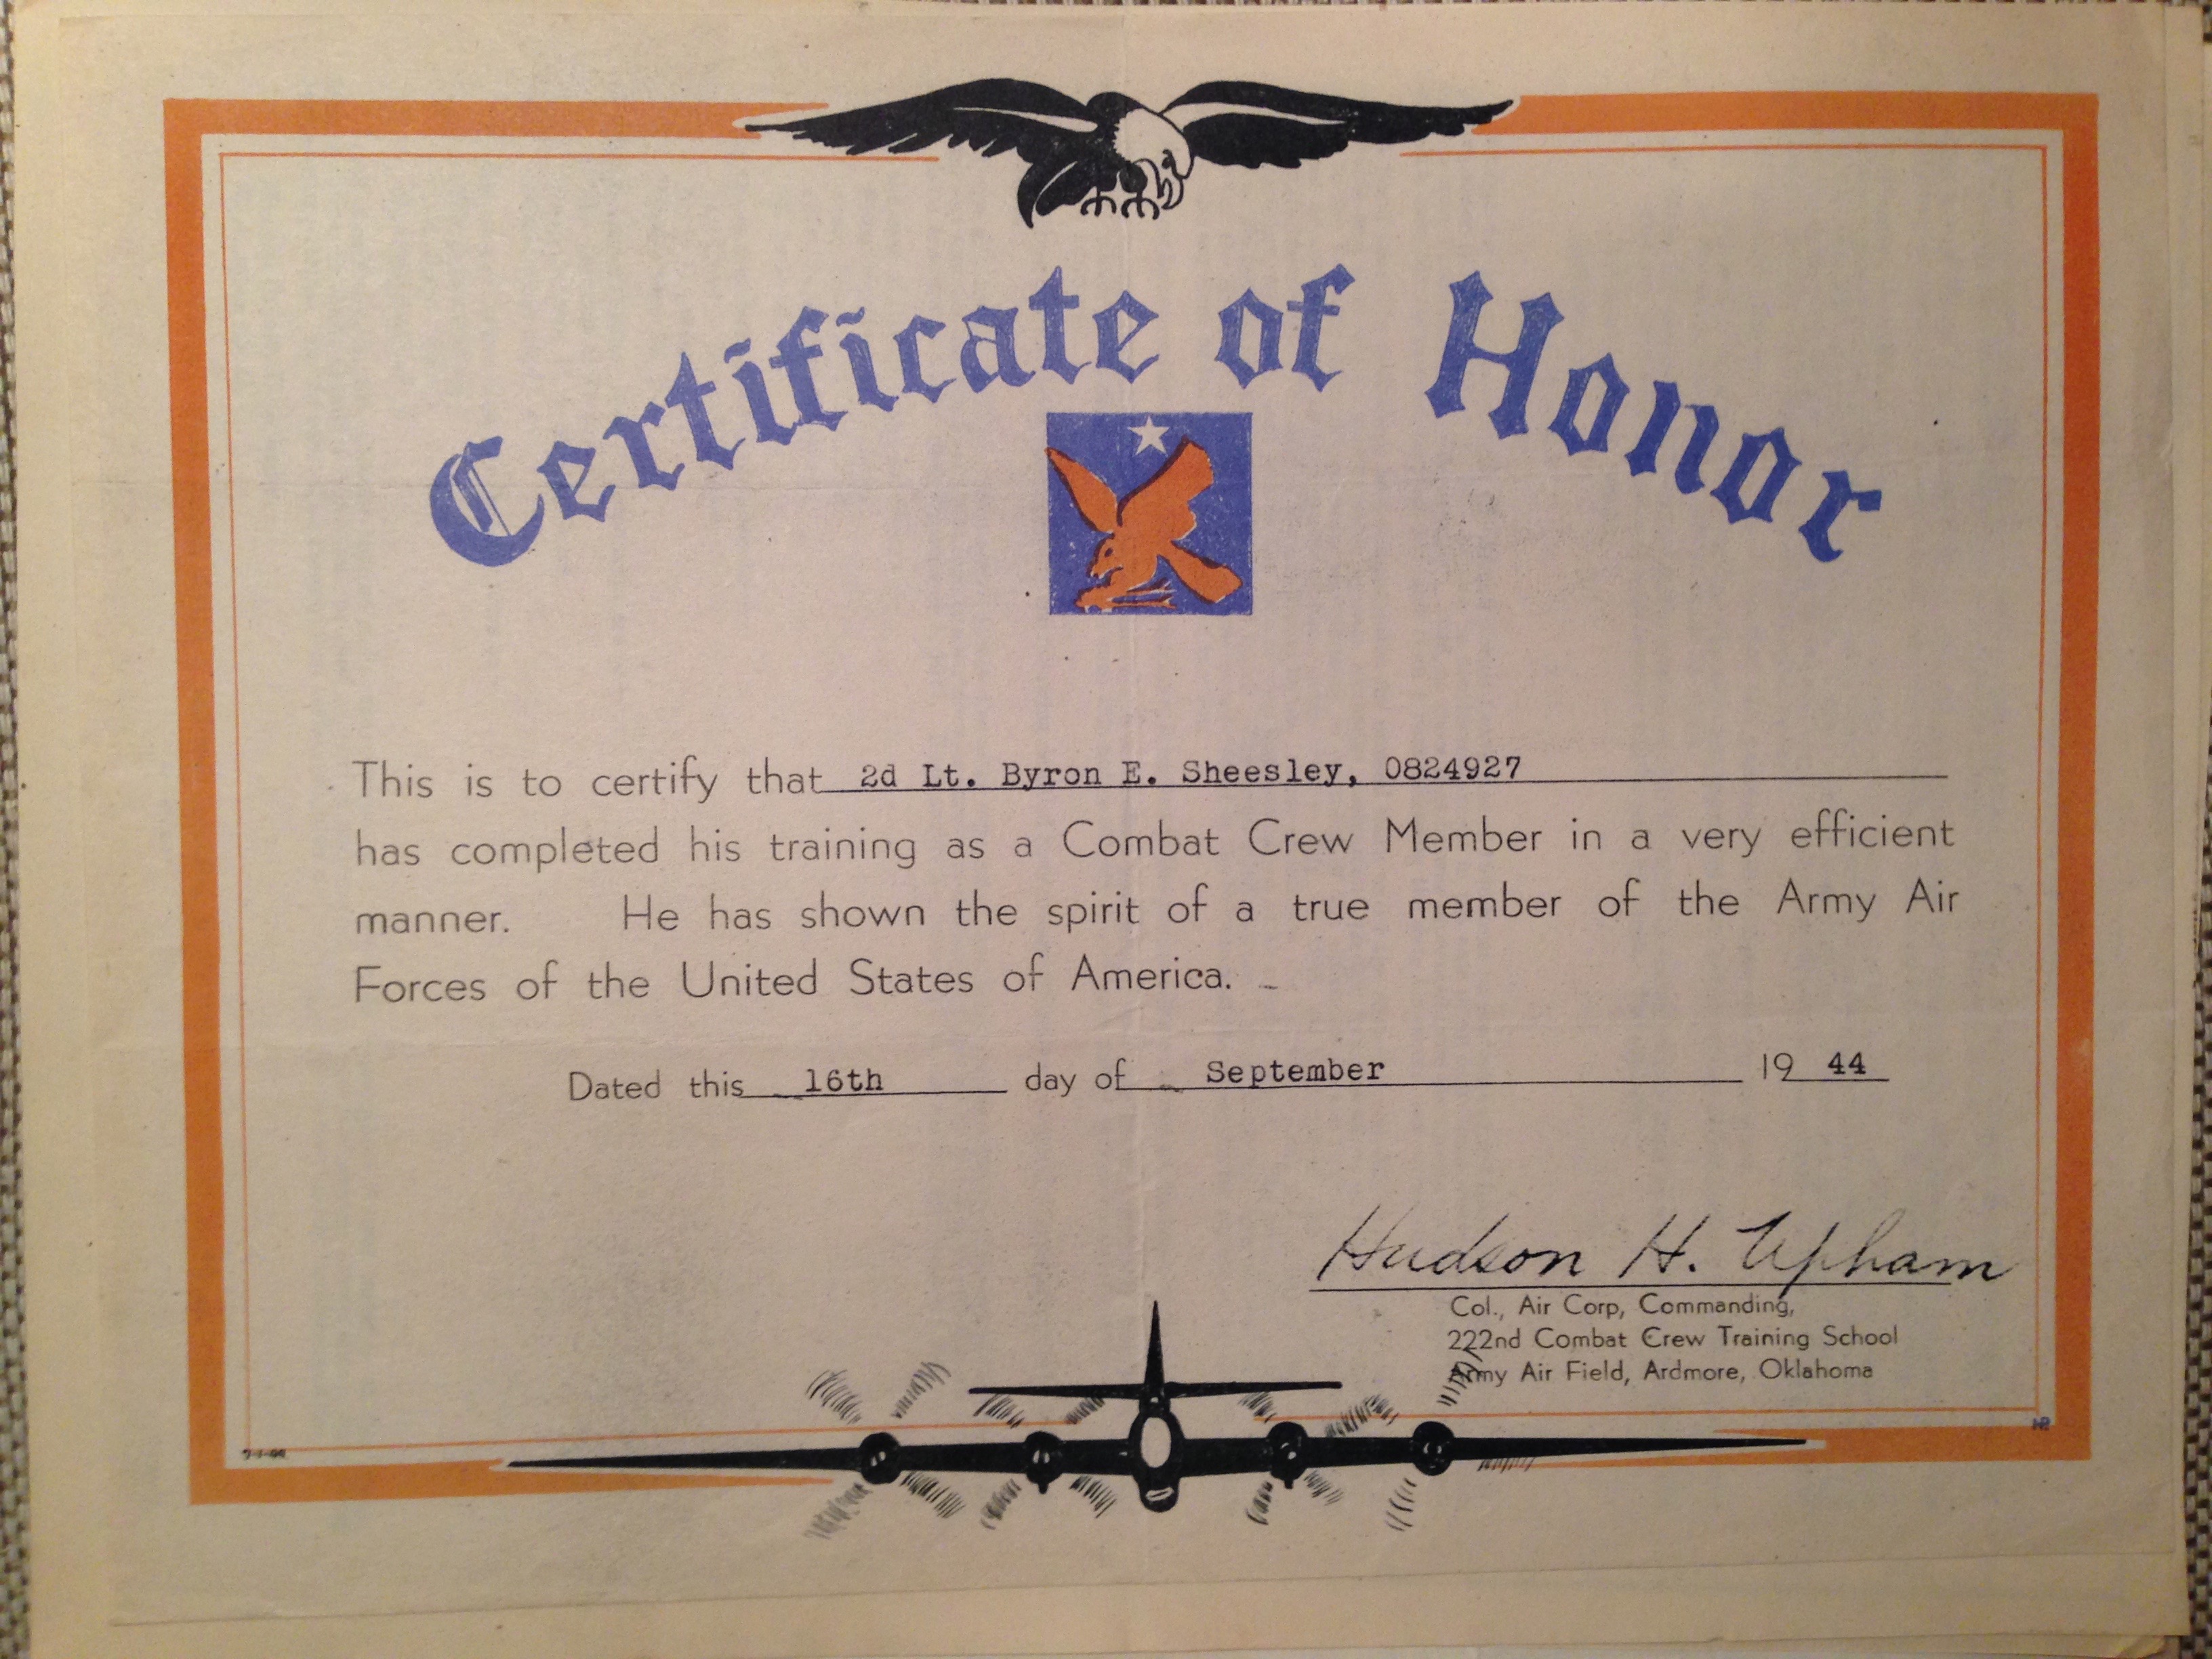 Certificate of Honor
This is to certify that 2d Lt. Byron E. Sheesley, 0824927
has completed his training as a Combat Crew Member in a very efficient
manner. He has shown the spirit of a true member of the Army Air
Forces of the United States of America.
Dated this 16th day of September 19 44
Hudson H. Upham
Col., Air Corp, Commanding,
222nd Combat Crew Training School
Army Air Field, Ardmore, Oklahoma